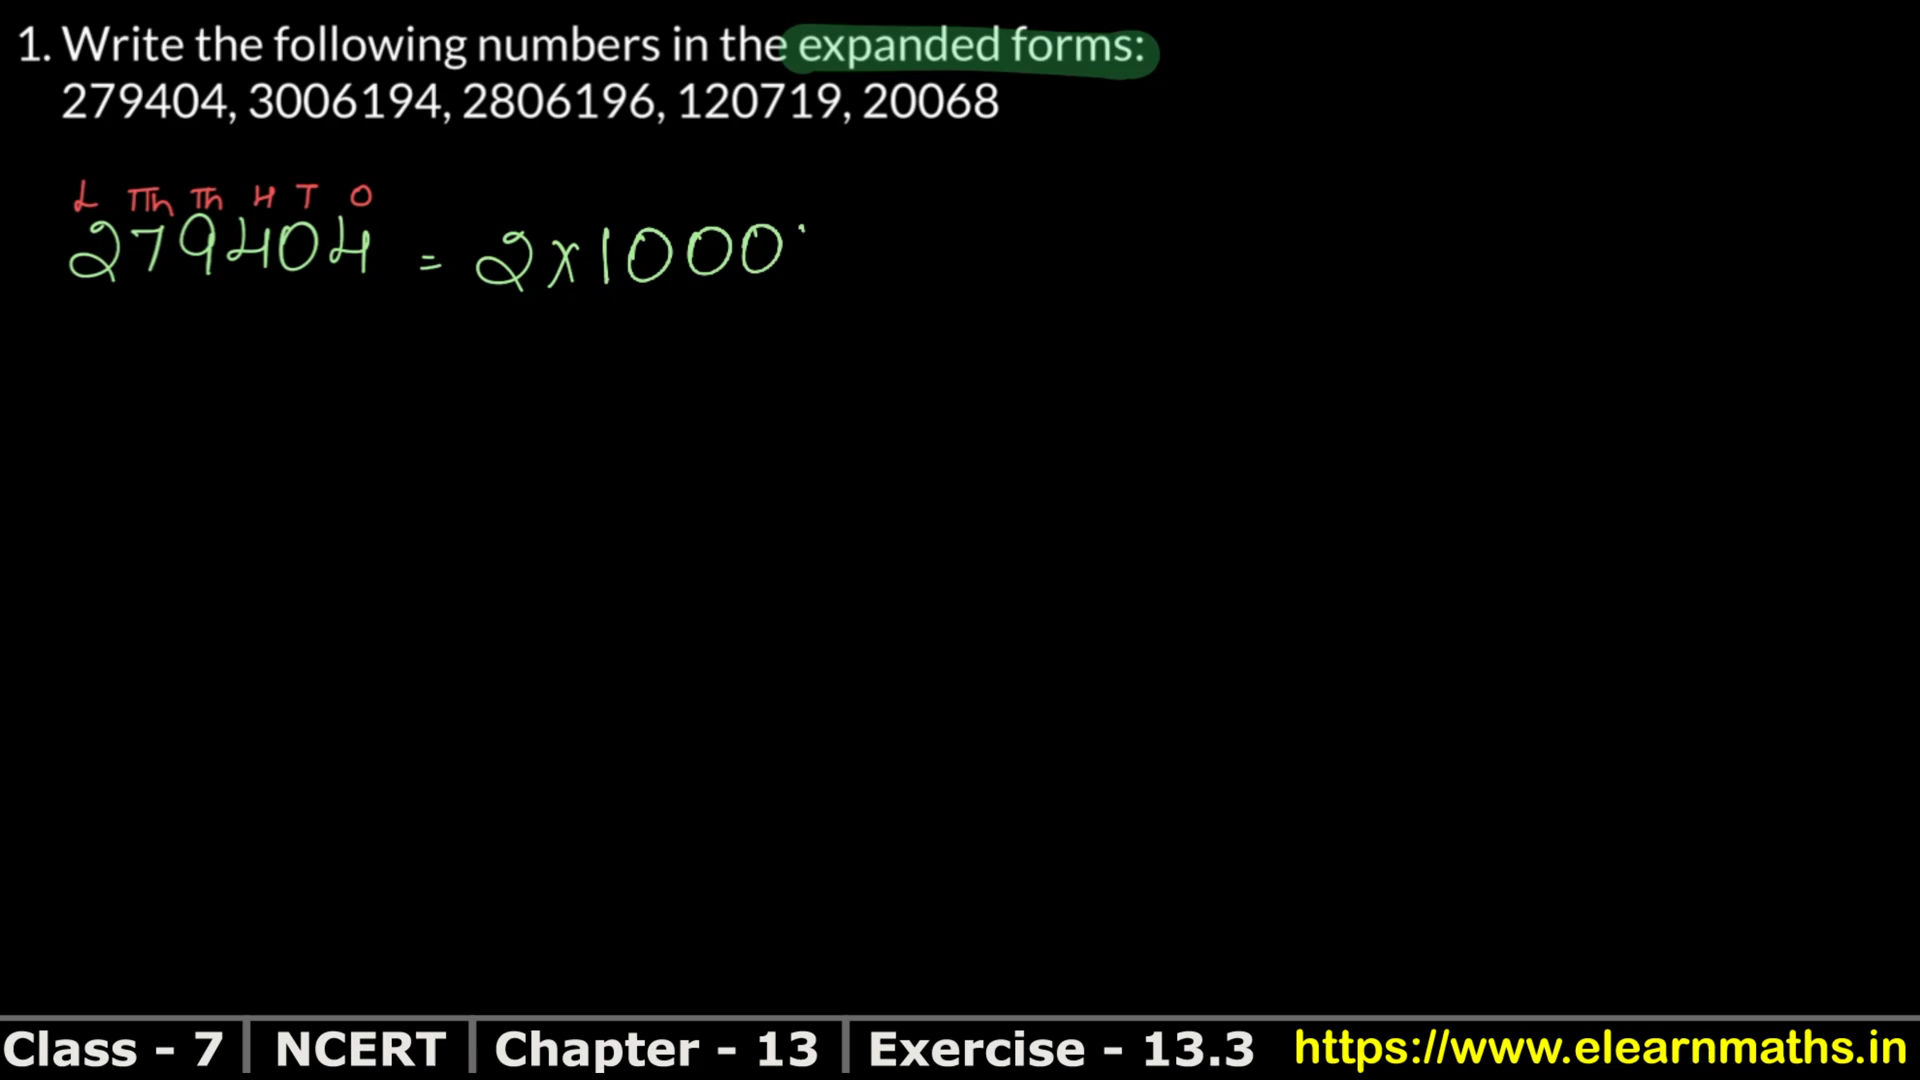 1. Write the following numbers in the expanded forms:
279404, 3006194, 2806196, 120719, 20068
L TTh Th H T O
279404 = 2×1000
Class - 7 | NCERT | Chapter - 13 | Exercise - 13.3 https://www.elearnmaths.in